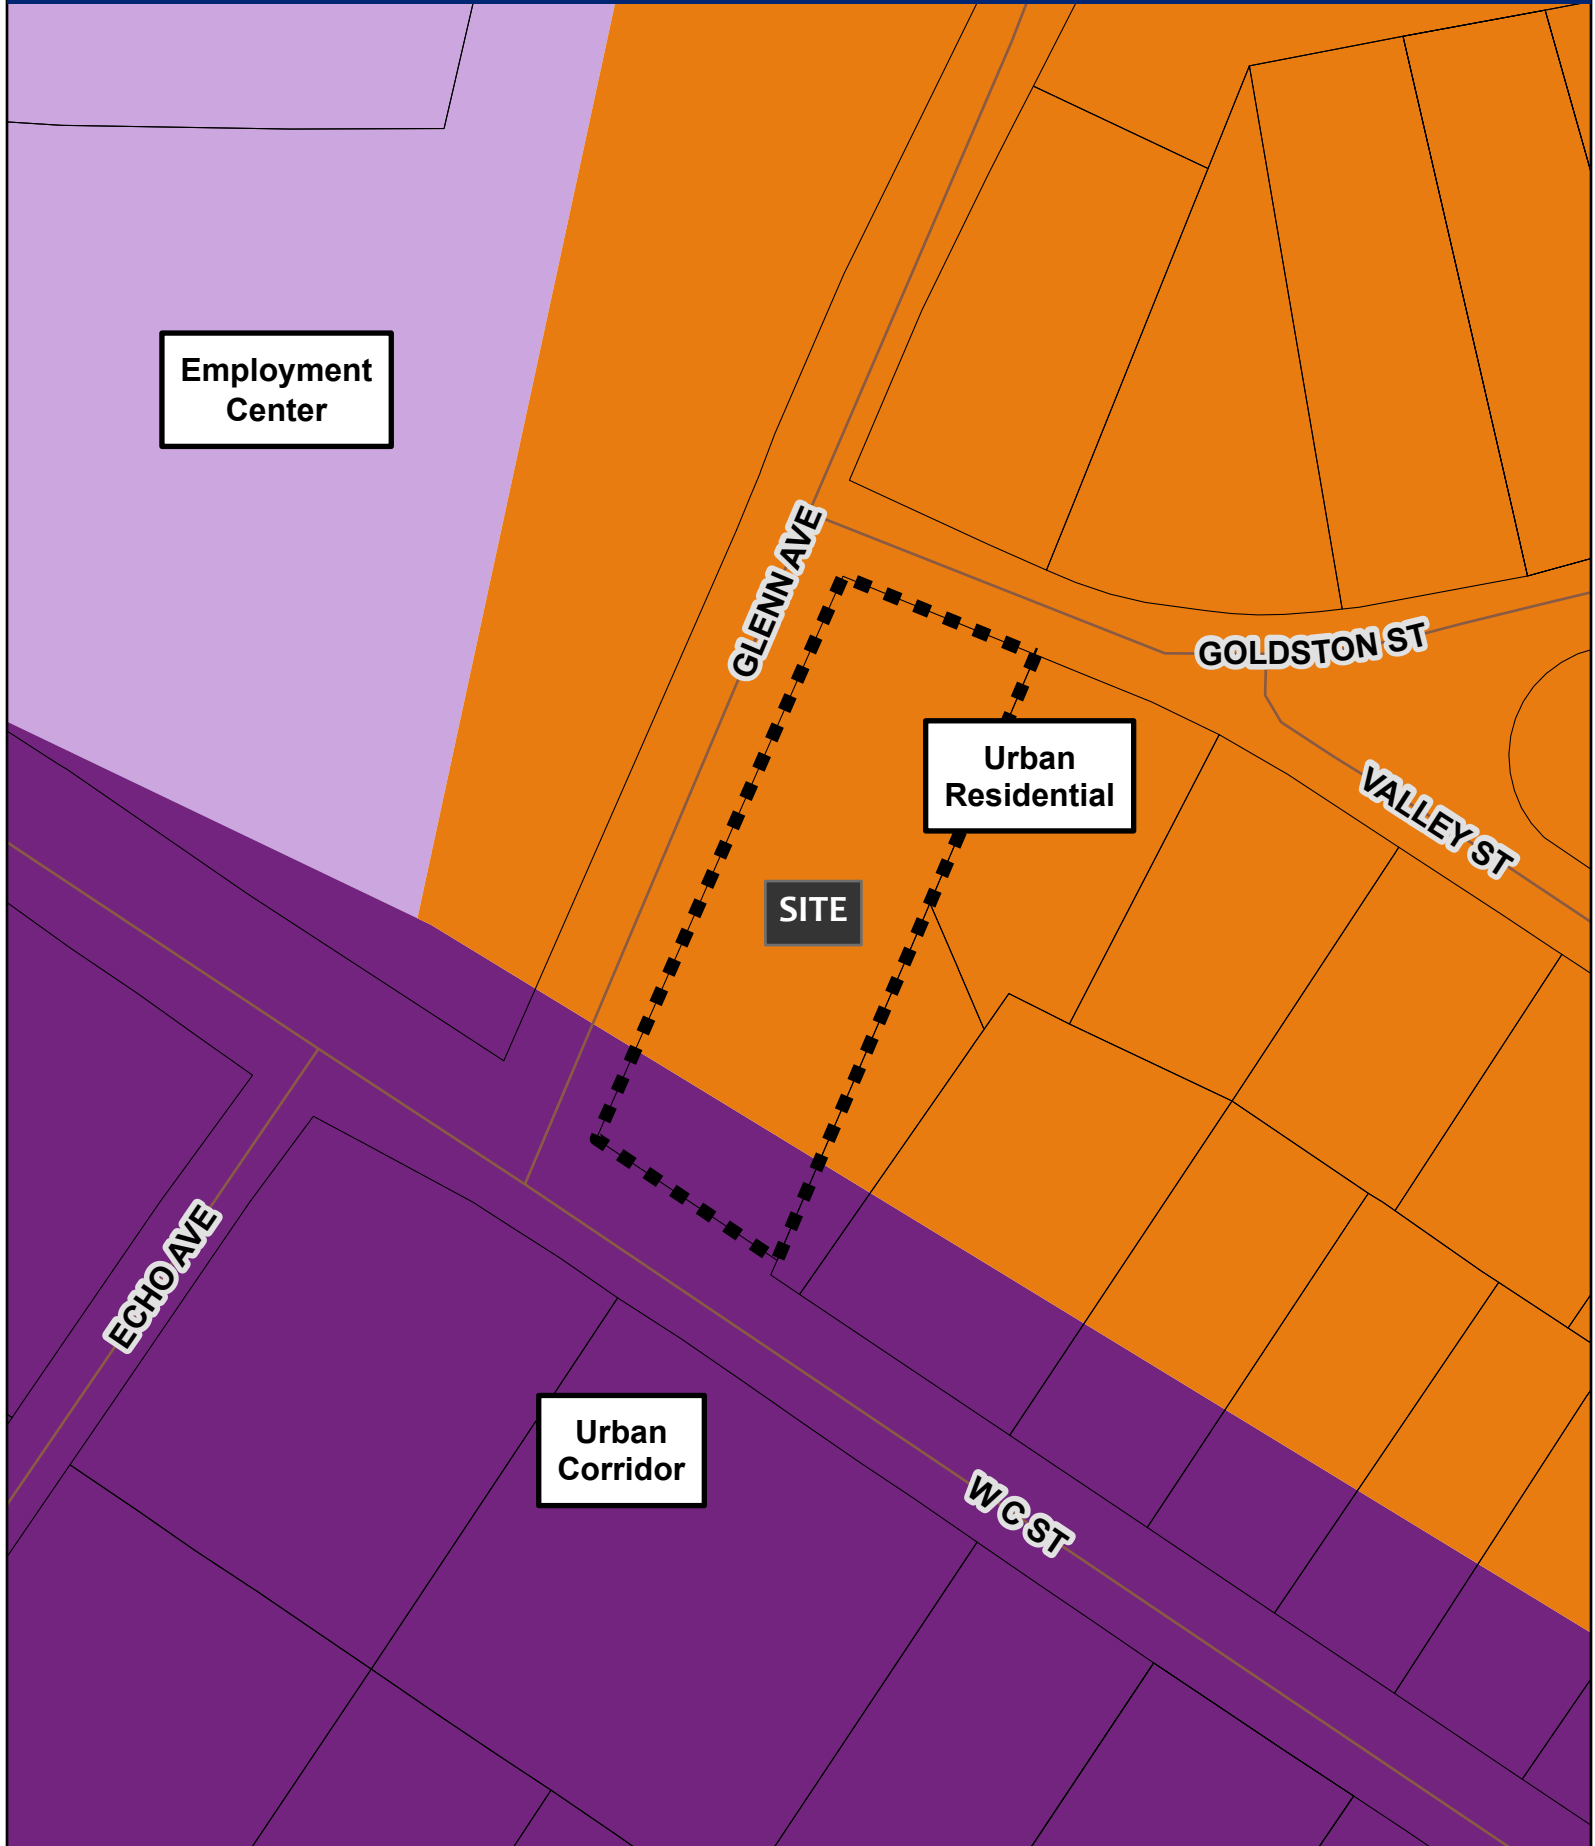 Employment
Center
GLENN AVE
GOLDSTON ST
Urban
Residential
VALLEY ST
SITE
ECHO AVE
Urban
Corridor
W C ST